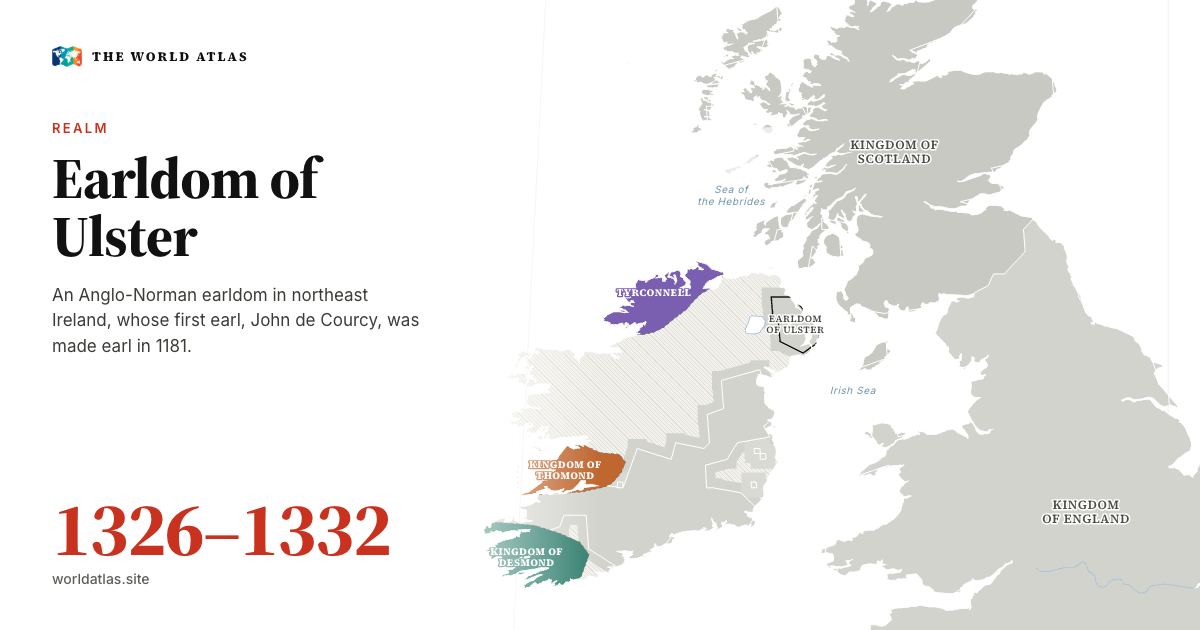 THE WORLD ATLAS
REALM
Earldom of
Ulster
An Anglo-Norman earldom in northeast
Ireland, whose first earl, John de Courcy, was
made earl in 1181.
1326–1332
worldatlas.site
KINGDOM OF
SCOTLAND
Sea of
the Hebrides
TYRCONNELL
EARLDOM
OF ULSTER
Irish Sea
KINGDOM OF
THOMOND
KINGDOM
OF ENGLAND
KINGDOM OF
DESMOND